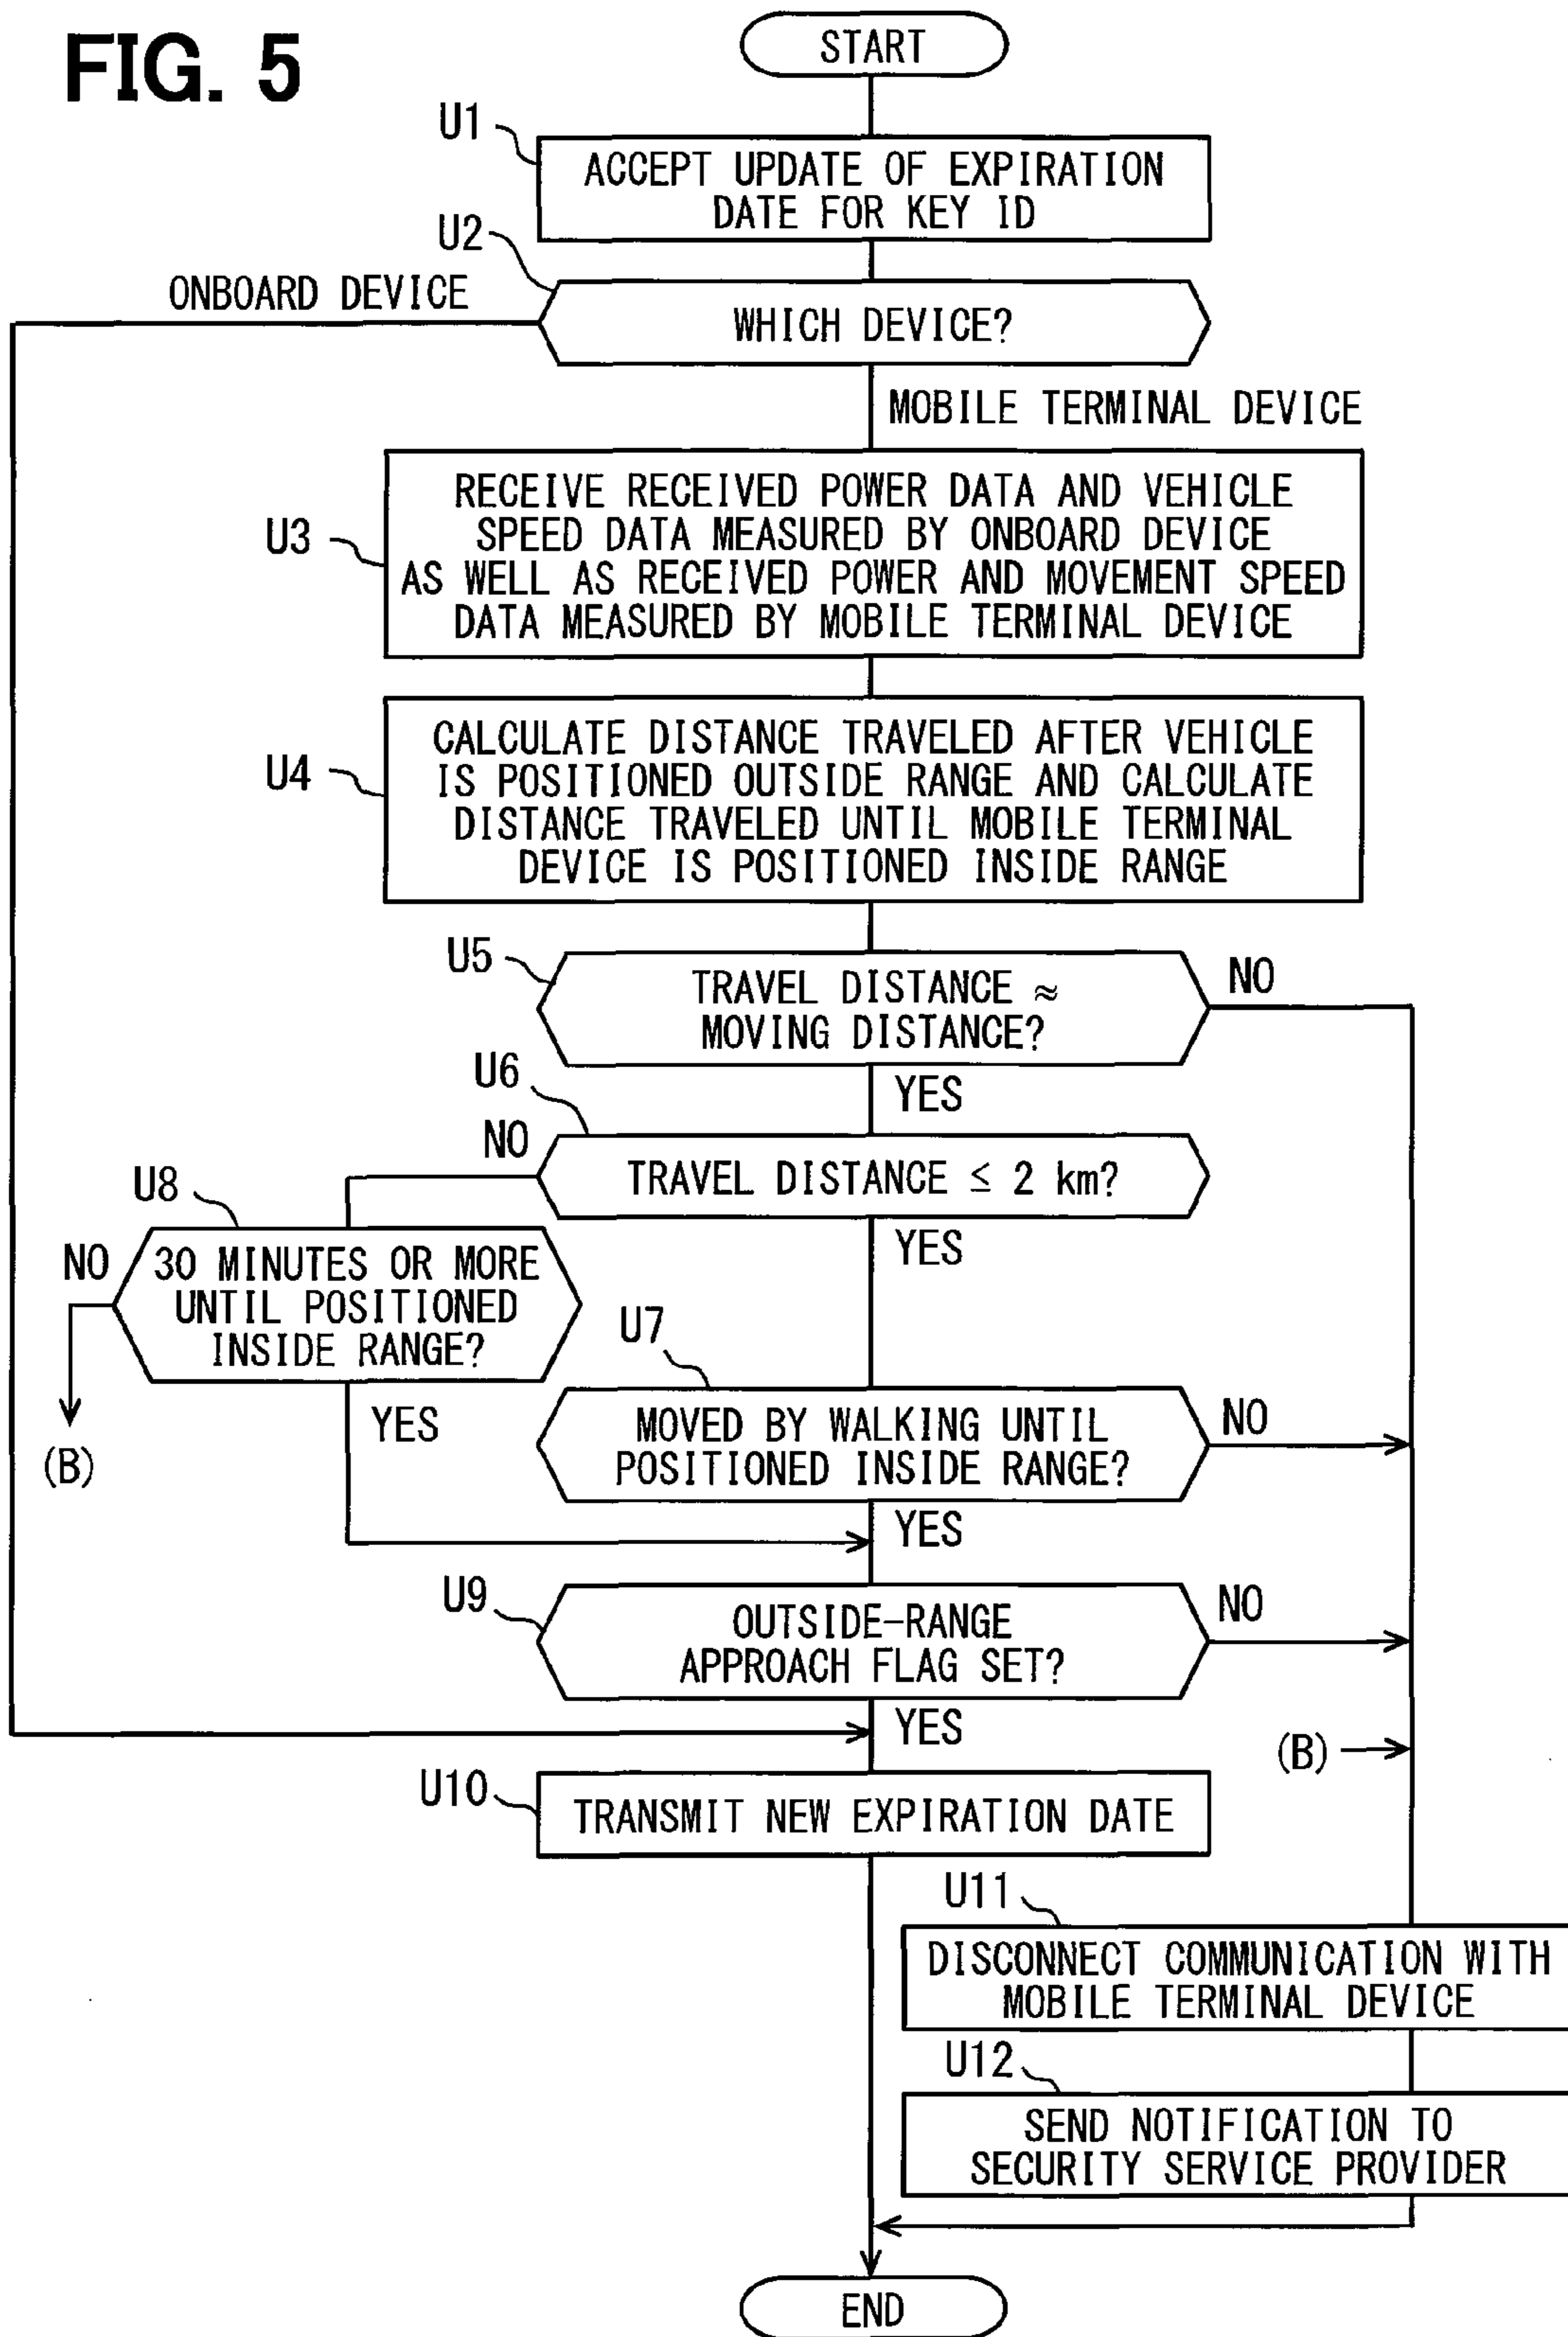 FIG. 5
START
U1
ACCEPT UPDATE OF EXPIRATION
DATE FOR KEY ID
U2
ONBOARD DEVICE
WHICH DEVICE?
MOBILE TERMINAL DEVICE
U3
RECEIVE RECEIVED POWER DATA AND VEHICLE
SPEED DATA MEASURED BY ONBOARD DEVICE
AS WELL AS RECEIVED POWER AND MOVEMENT SPEED
DATA MEASURED BY MOBILE TERMINAL DEVICE
U4
CALCULATE DISTANCE TRAVELED AFTER VEHICLE
IS POSITIONED OUTSIDE RANGE AND CALCULATE
DISTANCE TRAVELED UNTIL MOBILE TERMINAL
DEVICE IS POSITIONED INSIDE RANGE
U5
TRAVEL DISTANCE ≈
MOVING DISTANCE?
NO
YES
U6
NO
TRAVEL DISTANCE ≤ 2 km?
YES
U8
NO
30 MINUTES OR MORE
UNTIL POSITIONED
INSIDE RANGE?
(B)
YES
U7
MOVED BY WALKING UNTIL
POSITIONED INSIDE RANGE?
NO
YES
U9
OUTSIDE-RANGE
APPROACH FLAG SET?
NO
YES
(B)
U10
TRANSMIT NEW EXPIRATION DATE
U11
DISCONNECT COMMUNICATION WITH
MOBILE TERMINAL DEVICE
U12
SEND NOTIFICATION TO
SECURITY SERVICE PROVIDER
END